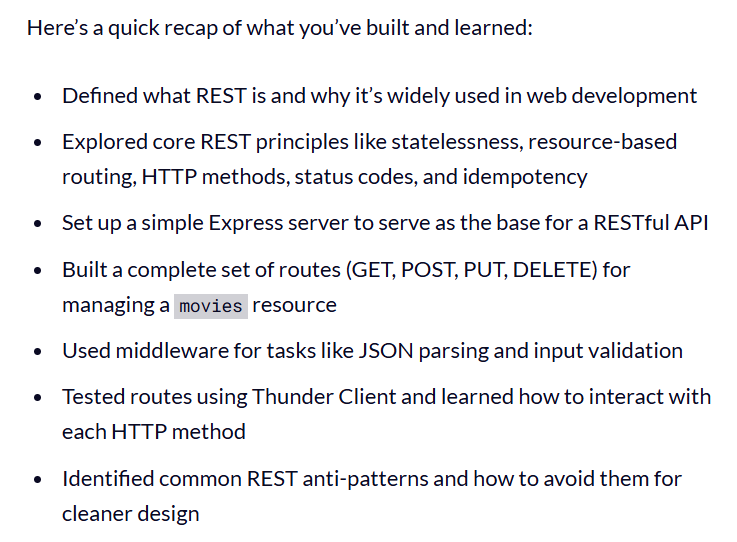 Here’s a quick recap of what you’ve built and learned:
• Defined what REST is and why it’s widely used in web development
• Explored core REST principles like statelessness, resource-based
routing, HTTP methods, status codes, and idempotency
• Set up a simple Express server to serve as the base for a RESTful API
• Built a complete set of routes (GET, POST, PUT, DELETE) for
managing a movies resource
• Used middleware for tasks like JSON parsing and input validation
• Tested routes using Thunder Client and learned how to interact with
each HTTP method
• Identified common REST anti-patterns and how to avoid them for
cleaner design